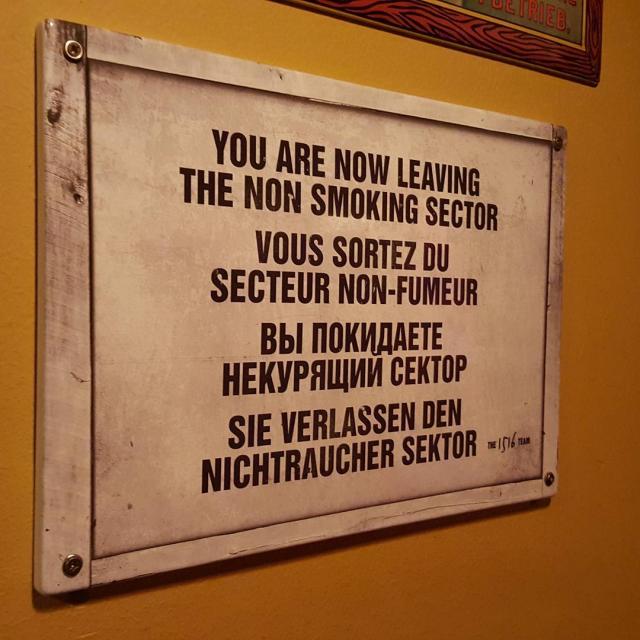 BETRIEB.
YOU ARE NOW LEAVING
THE NON SMOKING SECTOR
VOUS SORTEZ DU
SECTEUR NON-FUMEUR
ВЫ ПОКИДАЕТЕ
НЕКУРЯЩИЙ СЕКТОР
SIE VERLASSEN DEN
NICHTRAUCHER SEKTOR
THE 1516 TEAM